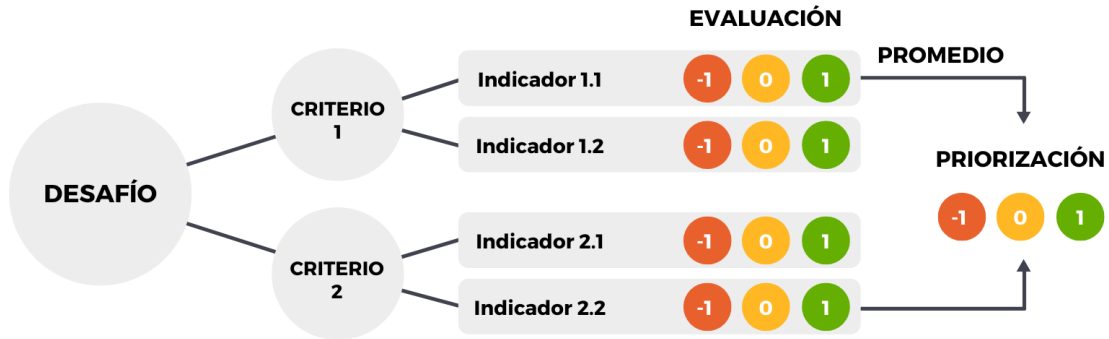 EVALUACIÓN
PROMEDIO
Indicador 1.1 -1 0 1
CRITERIO
1
Indicador 1.2 -1 0 1
PRIORIZACIÓN
DESAFÍO
-1 0 1
Indicador 2.1 -1 0 1
CRITERIO
2
Indicador 2.2 -1 0 1